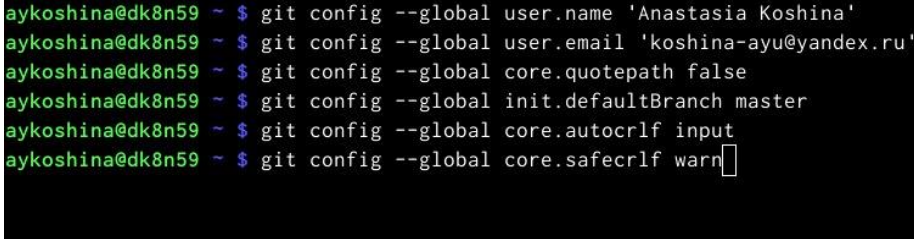 aykoshina@dk8n59 ~ $ git config --global user.name 'Anastasia Koshina'
aykoshina@dk8n59 ~ $ git config --global user.email 'koshina-ayu@yandex.ru'
aykoshina@dk8n59 ~ $ git config --global core.quotepath false
aykoshina@dk8n59 ~ $ git config --global init.defaultBranch master
aykoshina@dk8n59 ~ $ git config --global core.autocrlf input
aykoshina@dk8n59 ~ $ git config --global core.safecrlf warn